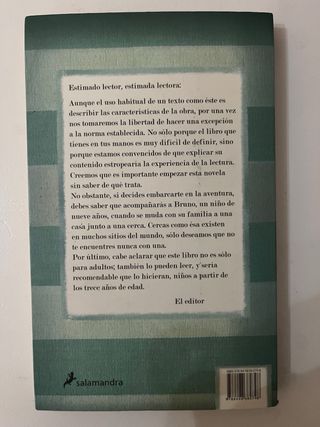 Estimado lector, estimada lectora:
Aunque el uso habitual de un texto como éste es
describir las características de la obra, por una vez
nos tomaremos la libertad de hacer una excepción
a la norma establecida. No sólo porque el libro que
tienes en tus manos es muy difícil de definir, sino
porque estamos convencidos de que explicar su
contenido estropearía la experiencia de la lectura.
Creemos que es importante empezar esta novela
sin saber de qué trata.
No obstante, si decides embarcarte en la aventura,
debes saber que acompañarás a Bruno, un niño de
nueve años, cuando se muda con su familia a una
casa junto a una cerca. Cercas como ésa existen
en muchos sitios del mundo, sólo deseamos que no
te encuentres nunca con una.
Por último, cabe aclarar que este libro no es sólo
para adultos; también lo pueden leer, y sería
recomendable que lo hicieran, niños a partir de
los trece años de edad.
El editor
salamandra